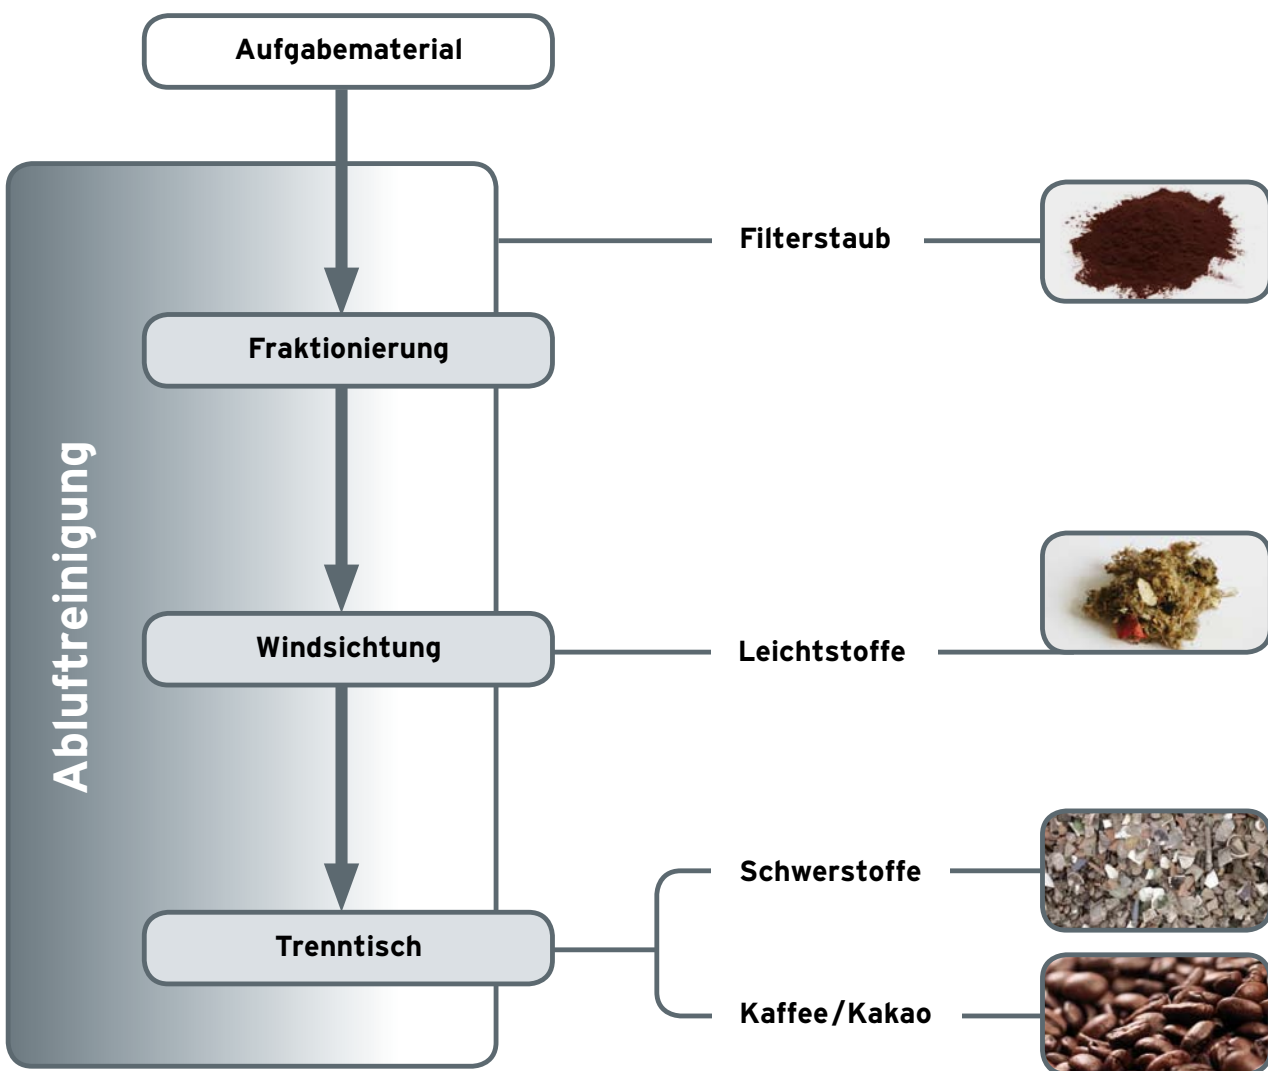 Aufgabematerial
Filterstaub
Fraktionierung
Abluftreinigung
Windsichtung
Leichtstoffe
Schwerstoffe
Trenntisch
Kaffee/Kakao